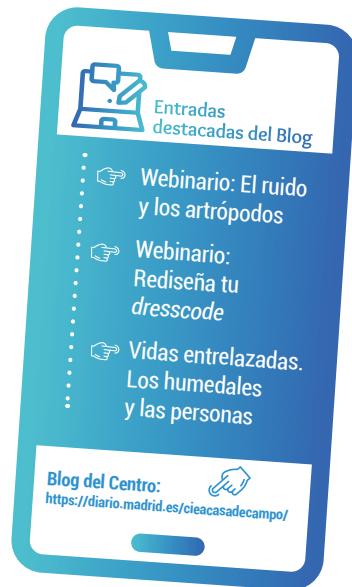 Entradas
destacadas del Blog
Webinario: El ruido
y los artrópodos
Webinario:
Rediseña tu
dresscode
Vidas entrelazadas.
Los humedales
y las personas
Blog del Centro:
https://diario.madrid.es/cieacasadecampo/